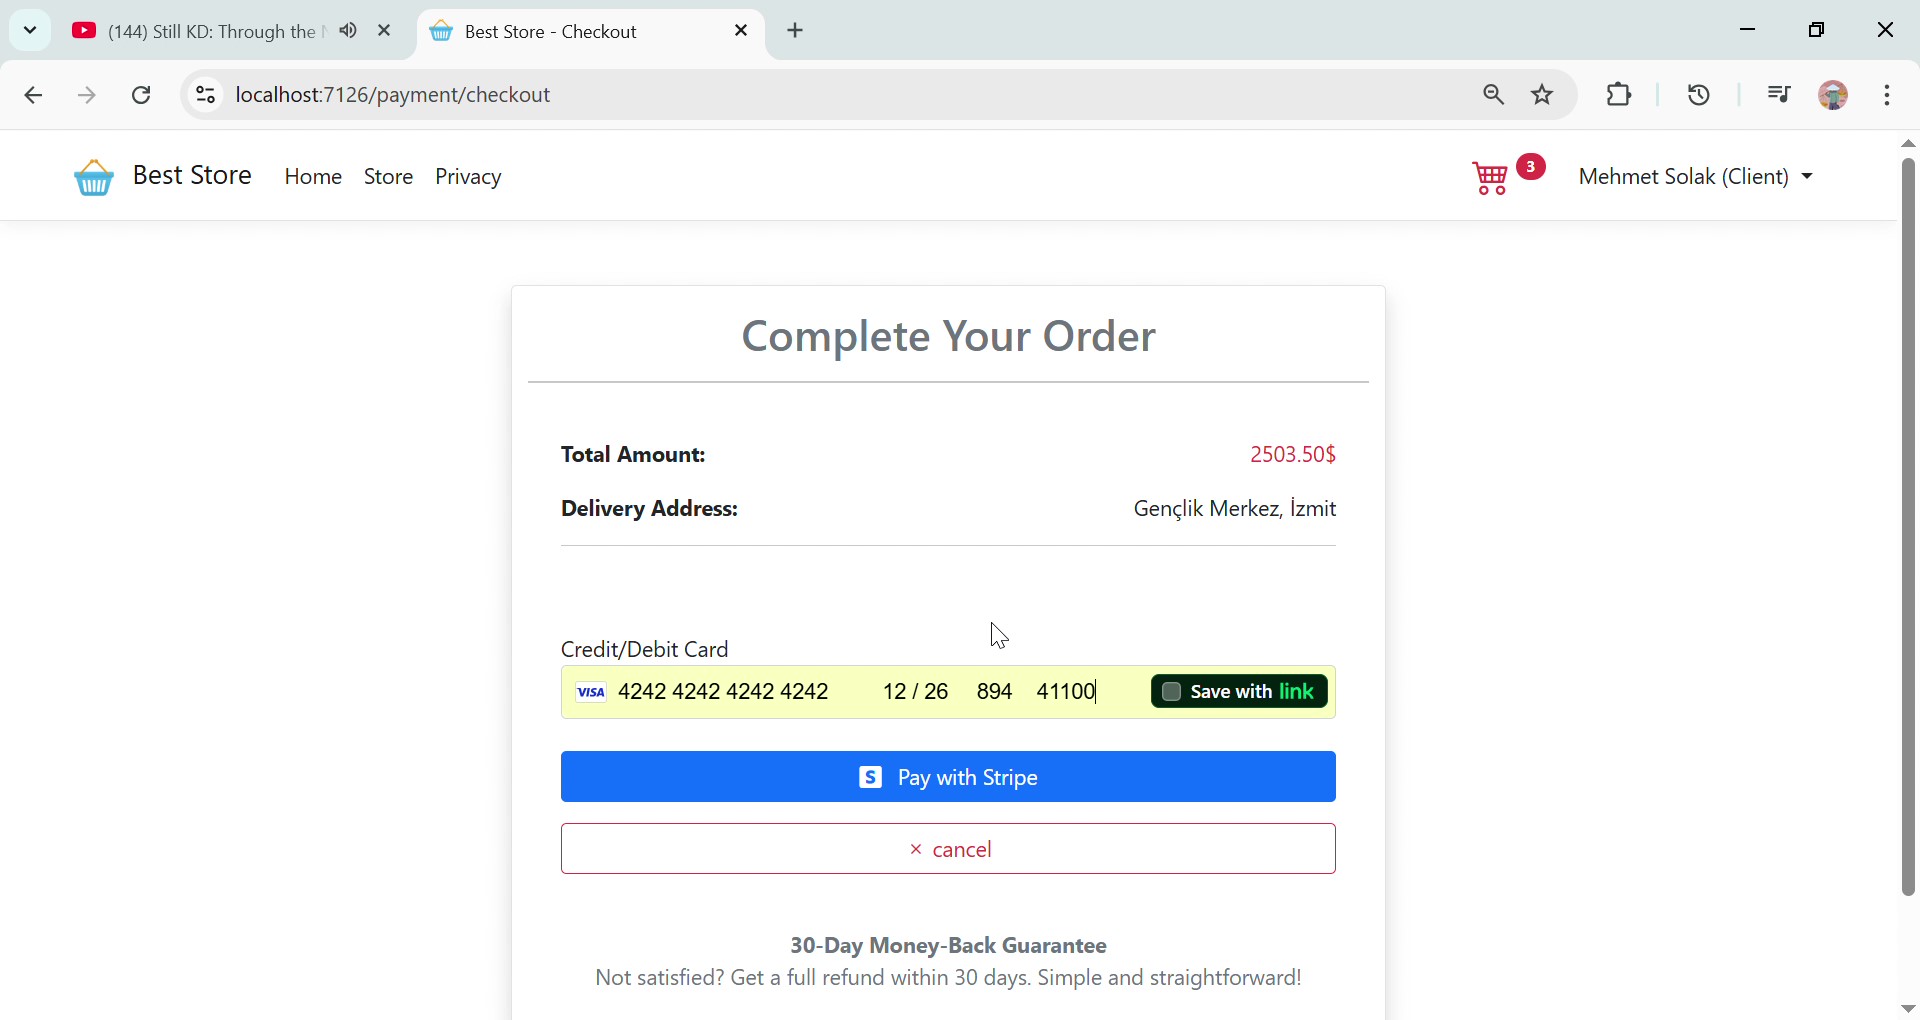 (144) Still KD: Through the
Best Store - Checkout
localhost:7126/payment/checkout
Best Store
Home
Store
Privacy
3
Mehmet Solak (Client)
Complete Your Order
Total Amount:
2503.50$
Delivery Address:
Gençlik Merkez, İzmit
Credit/Debit Card
VISA 4242 4242 4242 4242 12 / 26 894 41100 Save with link
S Pay with Stripe
× cancel
30-Day Money-Back Guarantee
Not satisfied? Get a full refund within 30 days. Simple and straightforward!